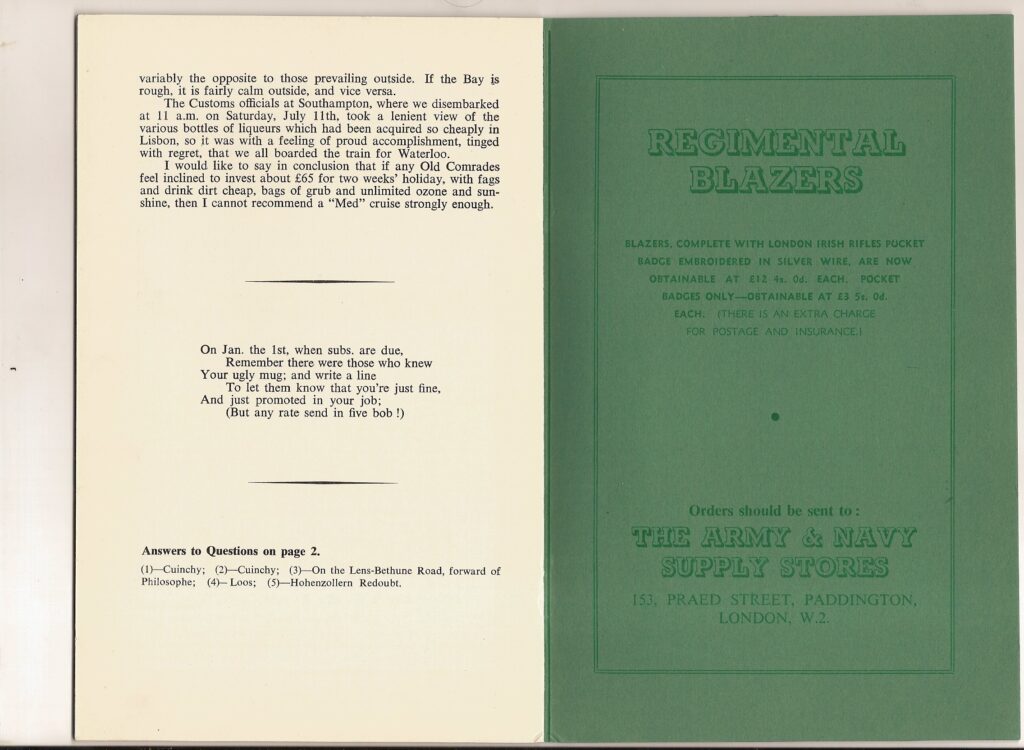 variably the opposite to those prevailing outside. If the Bay is
rough, it is fairly calm outside, and vice versa.
The Customs officials at Southampton, where we disembarked
at 11 a.m. on Saturday, July 11th, took a lenient view of the
various bottles of liqueurs which had been acquired so cheaply in
Lisbon, so it was with a feeling of proud accomplishment, tinged
with regret, that we all boarded the train for Waterloo.
I would like to say in conclusion that if any Old Comrades
feel inclined to invest about £65 for two weeks' holiday, with fags
and drink dirt cheap, bags of grub and unlimited ozone and sun-
shine, then I cannot recommend a "Med" cruise strongly enough.
On Jan. the 1st, when subs. are due,
Remember there were those who knew
Your ugly mug; and write a line
To let them know that you're just fine,
And just promoted in your job;
(But any rate send in five bob !)
Answers to Questions on page 2.
(1)—Cuinchy; (2)—Cuinchy; (3)—On the Lens-Bethune Road, forward of
Philosophe; (4)—Loos; (5)—Hohenzollern Redoubt.
REGIMENTAL
BLAZERS
BLAZERS, COMPLETE WITH LONDON IRISH RIFLES POCKET
BADGE EMBROIDERED IN SILVER WIRE, ARE NOW
OBTAINABLE AT £12 4s. 0d. EACH. POCKET
BADGES ONLY—OBTAINABLE AT £3 5s. 0d.
EACH. (THERE IS AN EXTRA CHARGE
FOR POSTAGE AND INSURANCE.)
Orders should be sent to :
THE ARMY & NAVY
SUPPLY STORES
153, PRAED STREET, PADDINGTON,
LONDON, W.2.